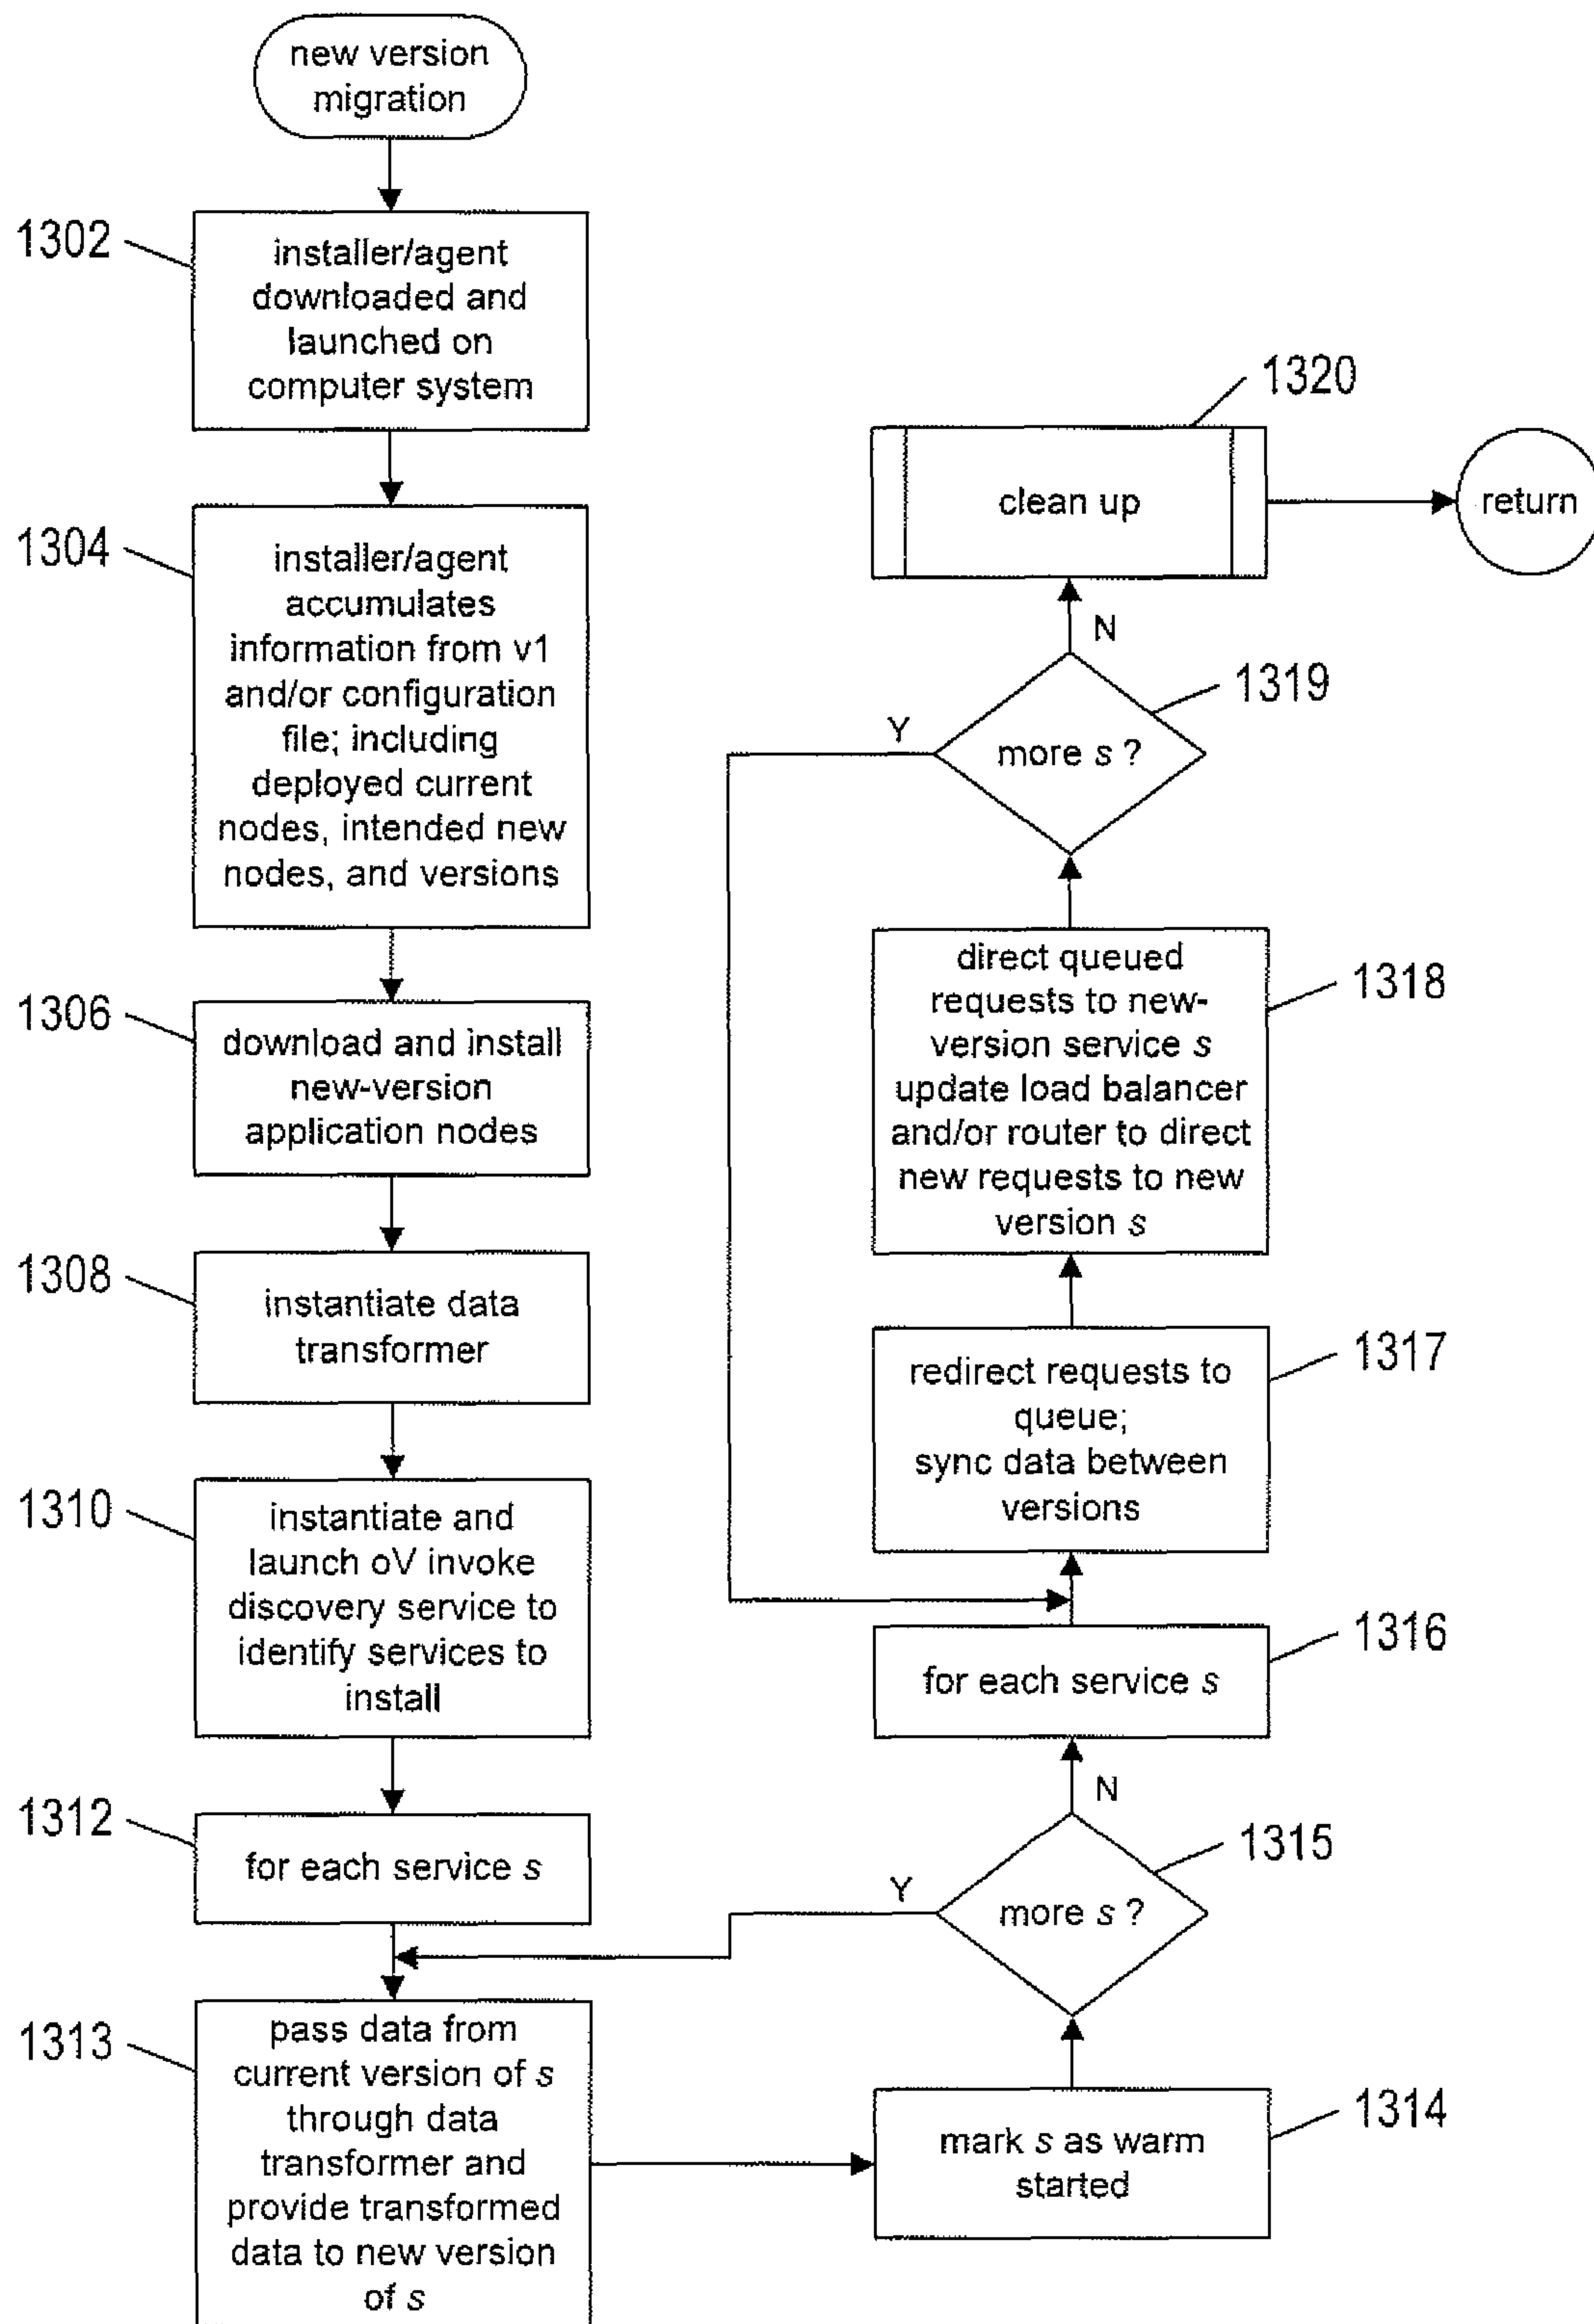 new version
migration
1302
installer/agent
downloaded and
launched on
computer system
1304
installer/agent
accumulates
information from v1
and/or configuration
file; including
deployed current
nodes, intended new
nodes, and versions
1306
download and install
new-version
application nodes
1308
instantiate data
transformer
1310
instantiate and
launch oV invoke
discovery service to
identify services to
install
1312
for each service s
1313
pass data from
current version of s
through data
transformer and
provide transformed
data to new version
of s
1314
mark s as warm
started
1315
more s ?
Y
N
1316
for each service s
1317
redirect requests to
queue;
sync data between
versions
1318
direct queued
requests to new-
version service s
update load balancer
and/or router to direct
new requests to new
version s
1319
more s ?
Y
N
1320
clean up
return